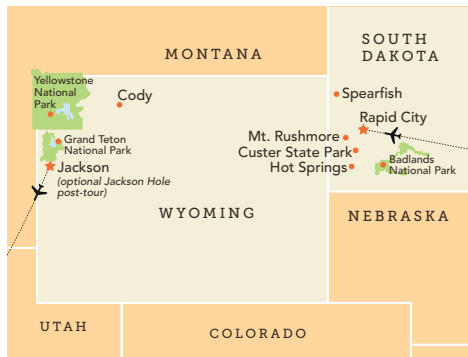 SOUTH
DAKOTA
MONTANA
Yellowstone
National
Park
Cody
Spearfish
Rapid City
Mt. Rushmore
Custer State Park
Hot Springs
Badlands
National Park
Grand Teton
National Park
Jackson
(optional Jackson Hole
post-tour)
WYOMING
NEBRASKA
UTAH
COLORADO